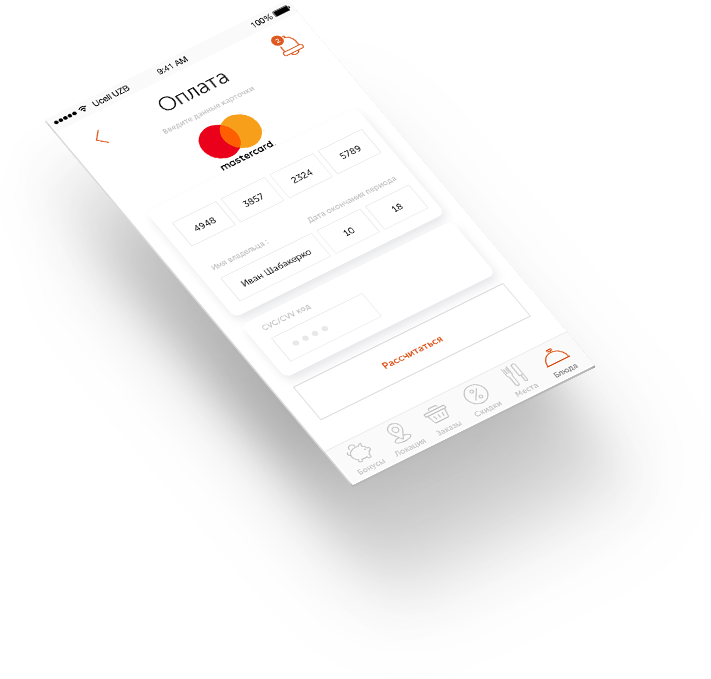 Ucell UZB 9:41 AM 100%
2
Оплата
Введите данные карточки
mastercard.
4948 3857 2324 5789
Имя владельца : Дата окончания периода
Иван Шабакерко 10 18
CVC/CVV код
Рассчитаться
Бонусы Локация Заказы Скидки Места Блюда